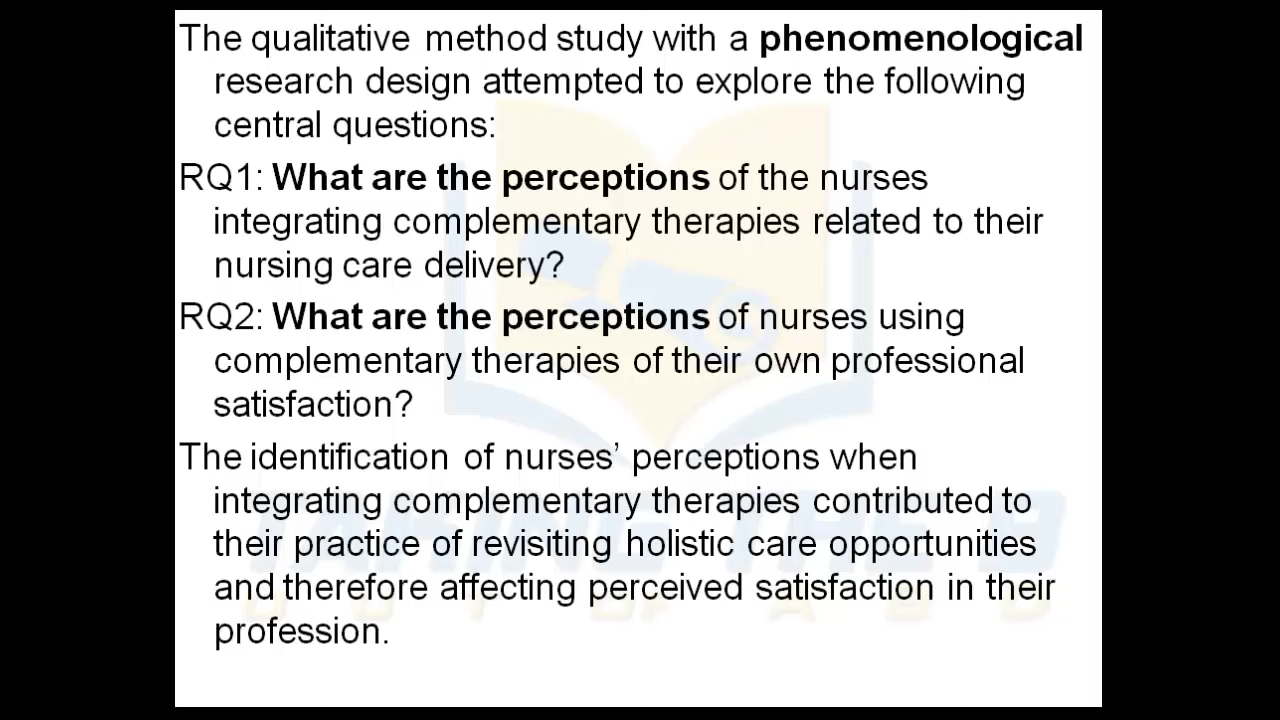 The qualitative method study with a phenomenological
research design attempted to explore the following
central questions:
RQ1: What are the perceptions of the nurses
integrating complementary therapies related to their
nursing care delivery?
RQ2: What are the perceptions of nurses using
complementary therapies of their own professional
satisfaction?
The identification of nurses’ perceptions when
integrating complementary therapies contributed to
their practice of revisiting holistic care opportunities
and therefore affecting perceived satisfaction in their
profession.